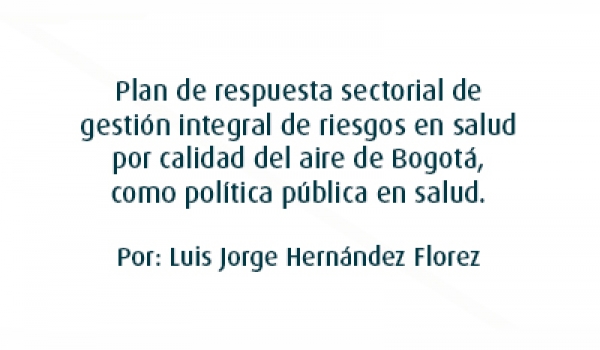 Plan de respuesta sectorial de
gestión integral de riesgos en salud
por calidad del aire de Bogotá,
como política pública en salud.
Por: Luis Jorge Hernández Florez